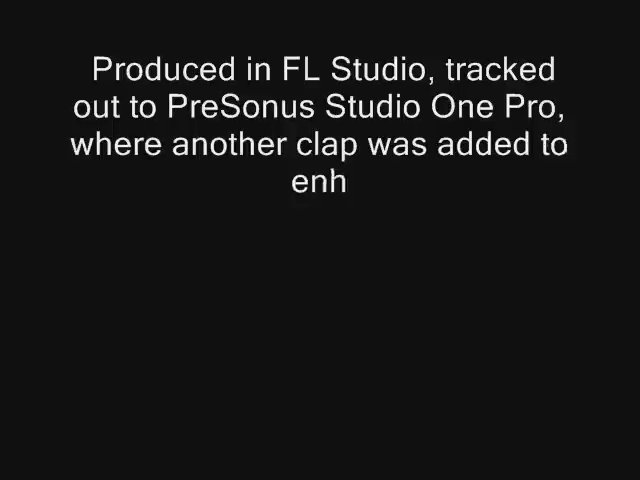 Produced in FL Studio, tracked
out to PreSonus Studio One Pro,
where another clap was added to
enh